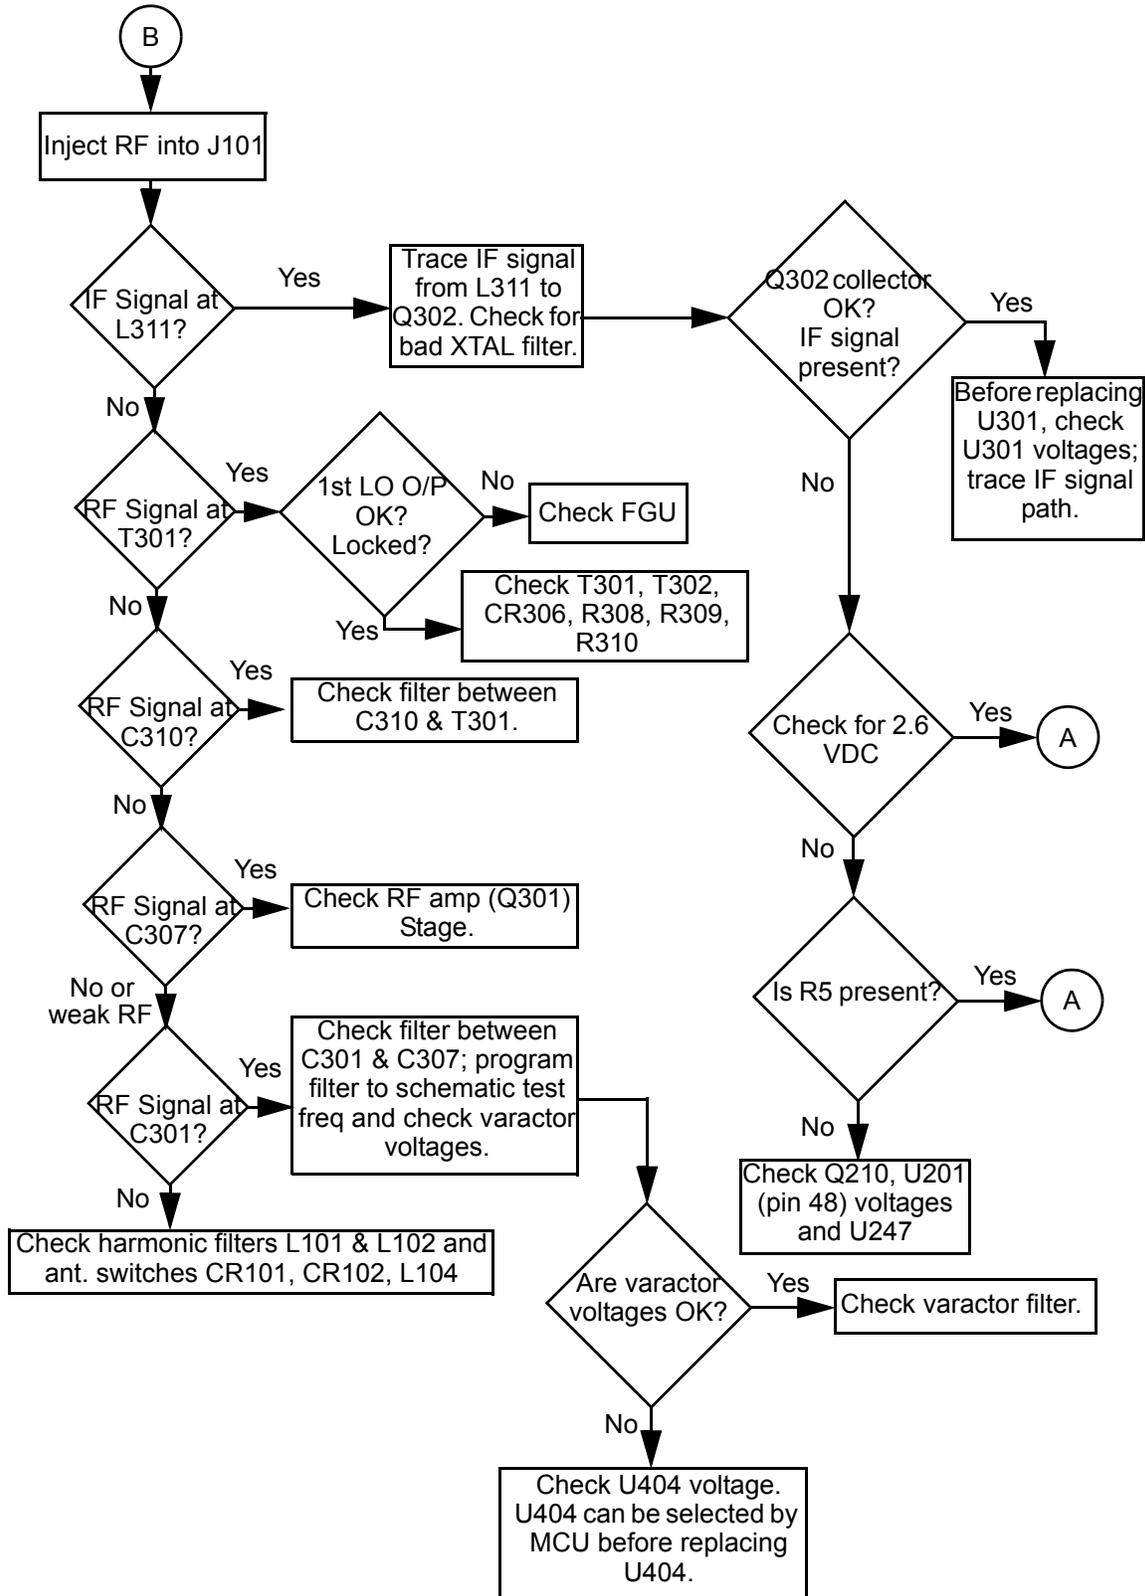 B
Inject RF into J101
IF Signal at
L311?
Yes
Trace IF signal
from L311 to
Q302. Check for
bad XTAL filter.
Q302 collector
OK?
IF signal
present?
Yes
Before replacing
U301, check
U301 voltages;
trace IF signal
path.
No
No
RF Signal at
T301?
Yes
1st LO O/P
OK?
Locked?
No
Check FGU
Yes
Check T301, T302,
CR306, R308, R309,
R310
No
RF Signal at
C310?
Yes
Check filter between
C310 & T301.
Check for 2.6
VDC
Yes
A
No
No
RF Signal at
C307?
Yes
Check RF amp (Q301)
Stage.
Is R5 present?
Yes
A
No or
weak RF
RF Signal at
C301?
Yes
Check filter between
C301 & C307; program
filter to schematic test
freq and check varactor
voltages.
No
Check Q210, U201
(pin 48) voltages
and U247
No
Check harmonic filters L101 & L102 and
ant. switches CR101, CR102, L104
Are varactor
voltages OK?
Yes
Check varactor filter.
No
Check U404 voltage.
U404 can be selected by
MCU before replacing
U404.